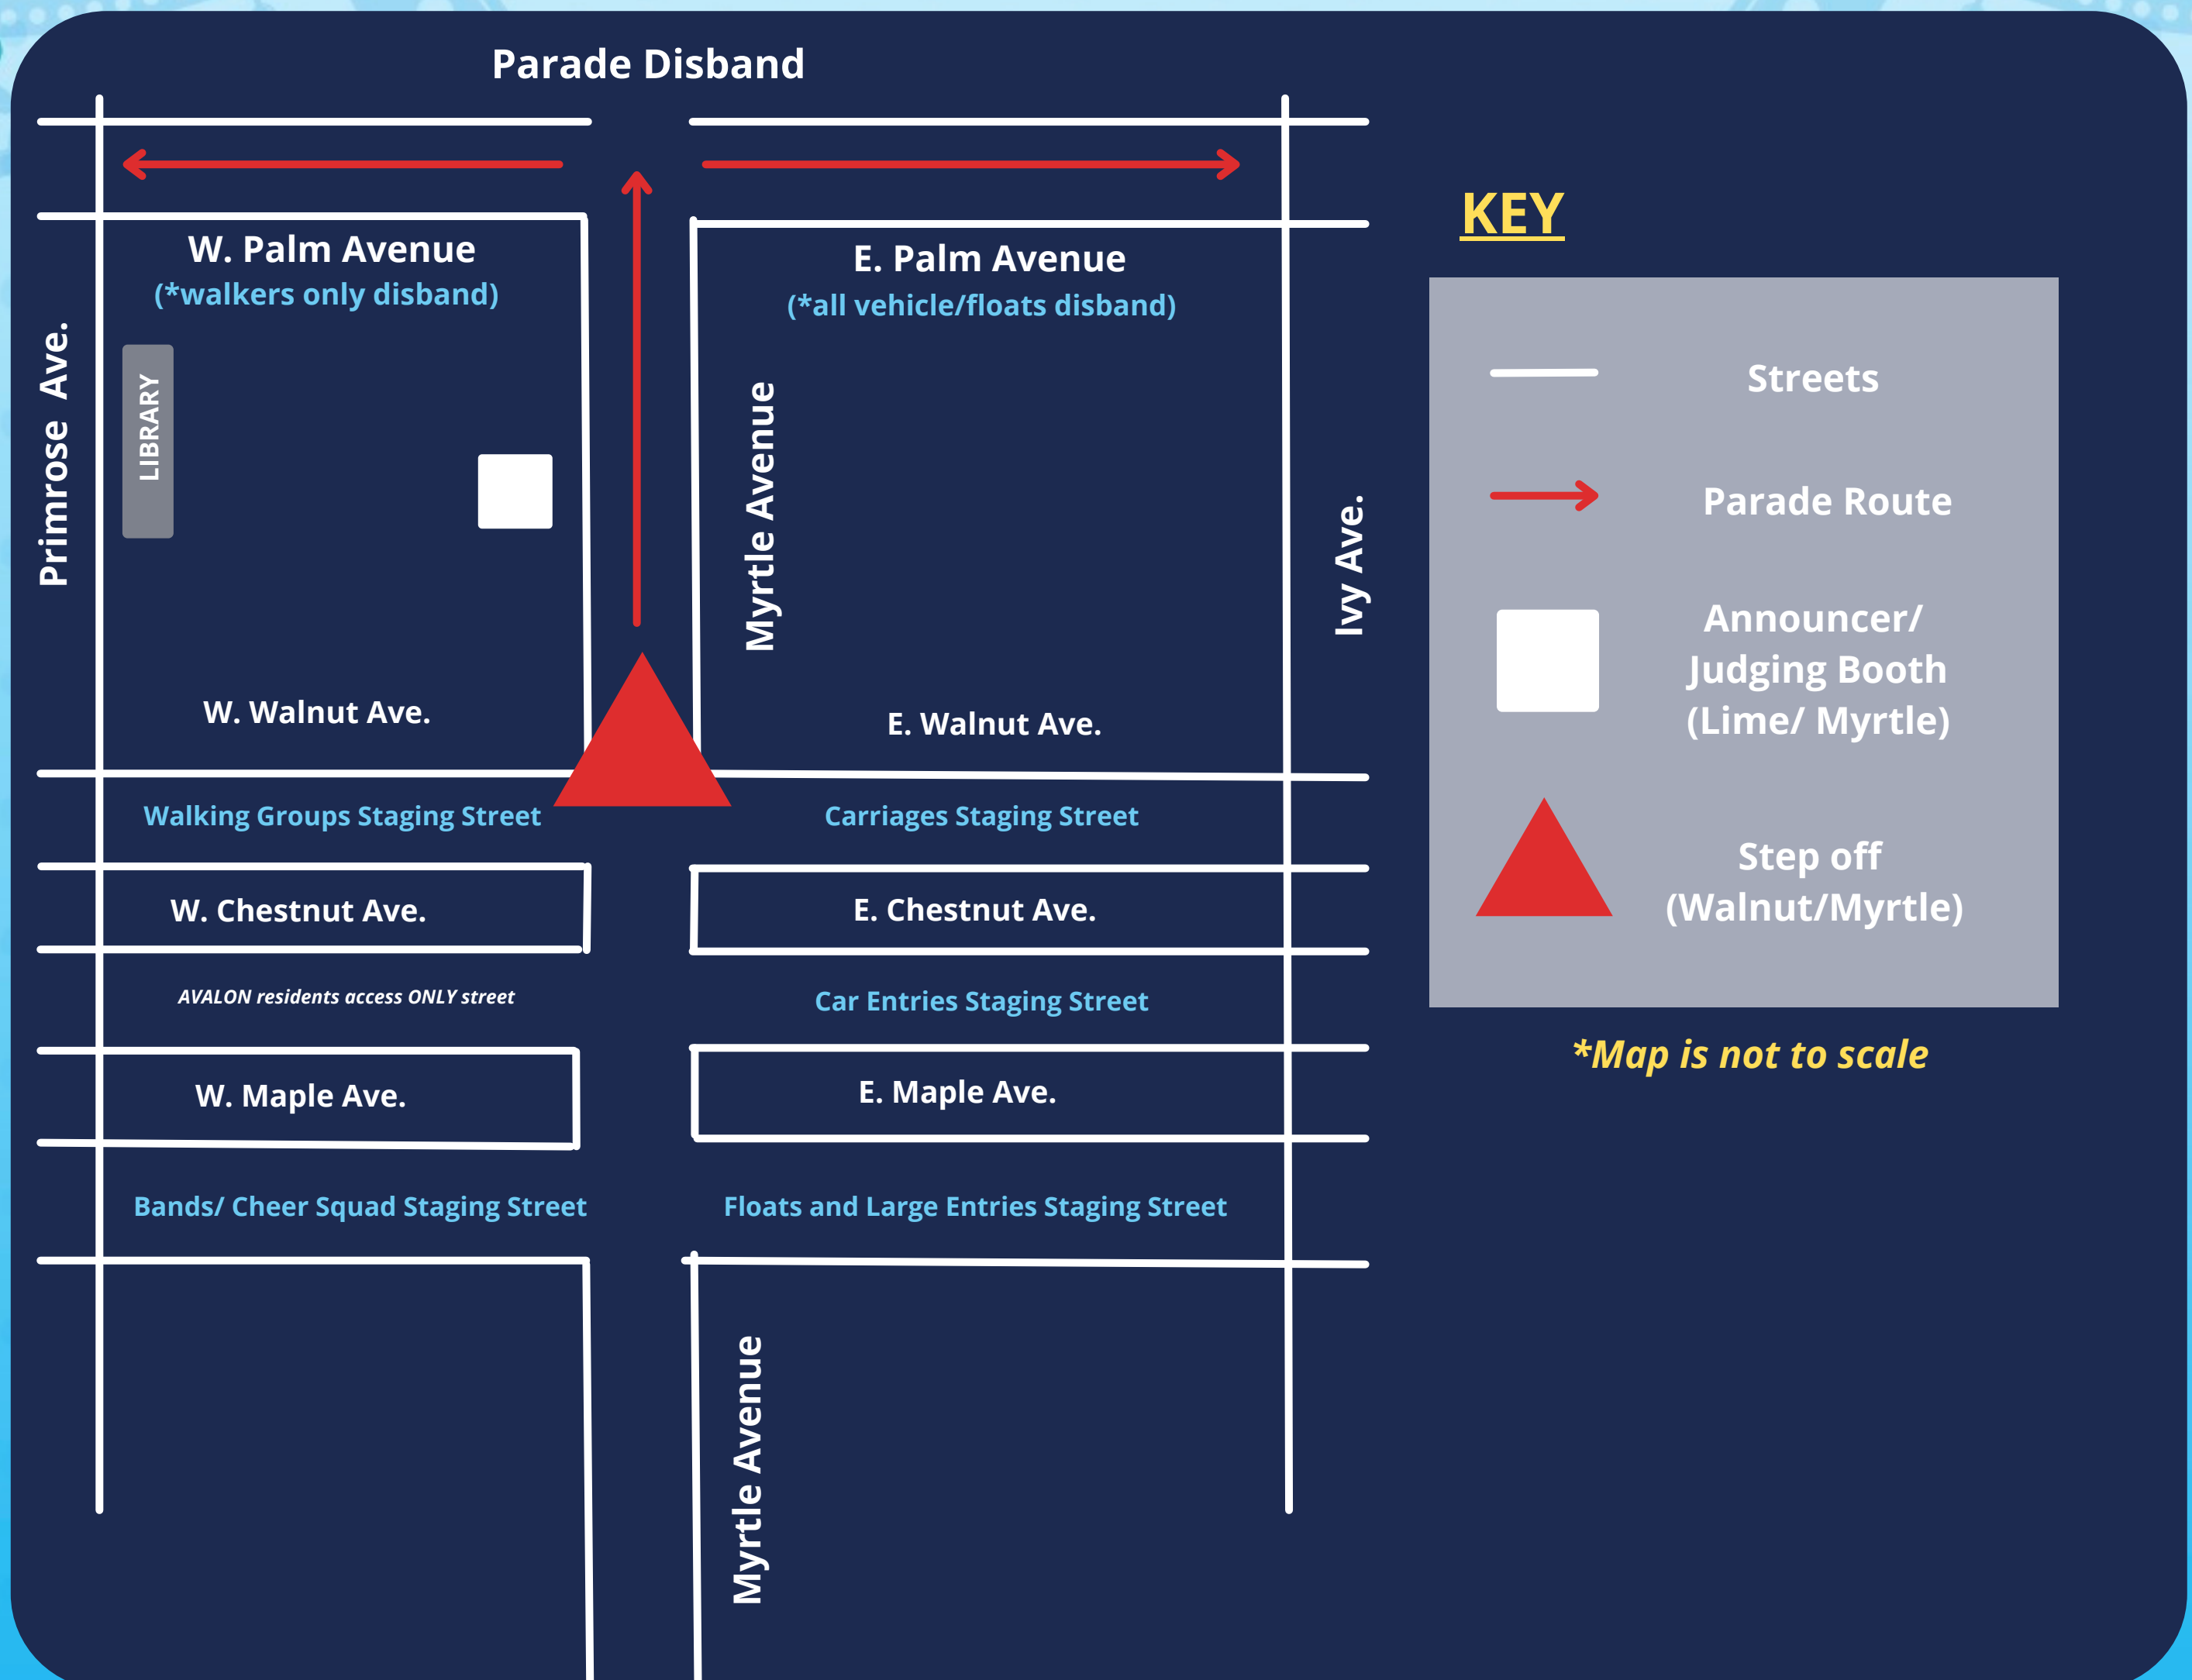 Parade Disband
W. Palm Avenue
(*walkers only disband)
E. Palm Avenue
(*all vehicle/floats disband)
Primrose Ave.
LIBRARY
Myrtle Avenue
Ivy Ave.
W. Walnut Ave.
E. Walnut Ave.
Walking Groups Staging Street
Carriages Staging Street
W. Chestnut Ave.
E. Chestnut Ave.
AVALON residents access ONLY street
Car Entries Staging Street
W. Maple Ave.
E. Maple Ave.
Bands/ Cheer Squad Staging Street
Floats and Large Entries Staging Street
Myrtle Avenue
KEY
Streets
Parade Route
Announcer/
Judging Booth
(Lime/ Myrtle)
Step off
(Walnut/Myrtle)
*Map is not to scale